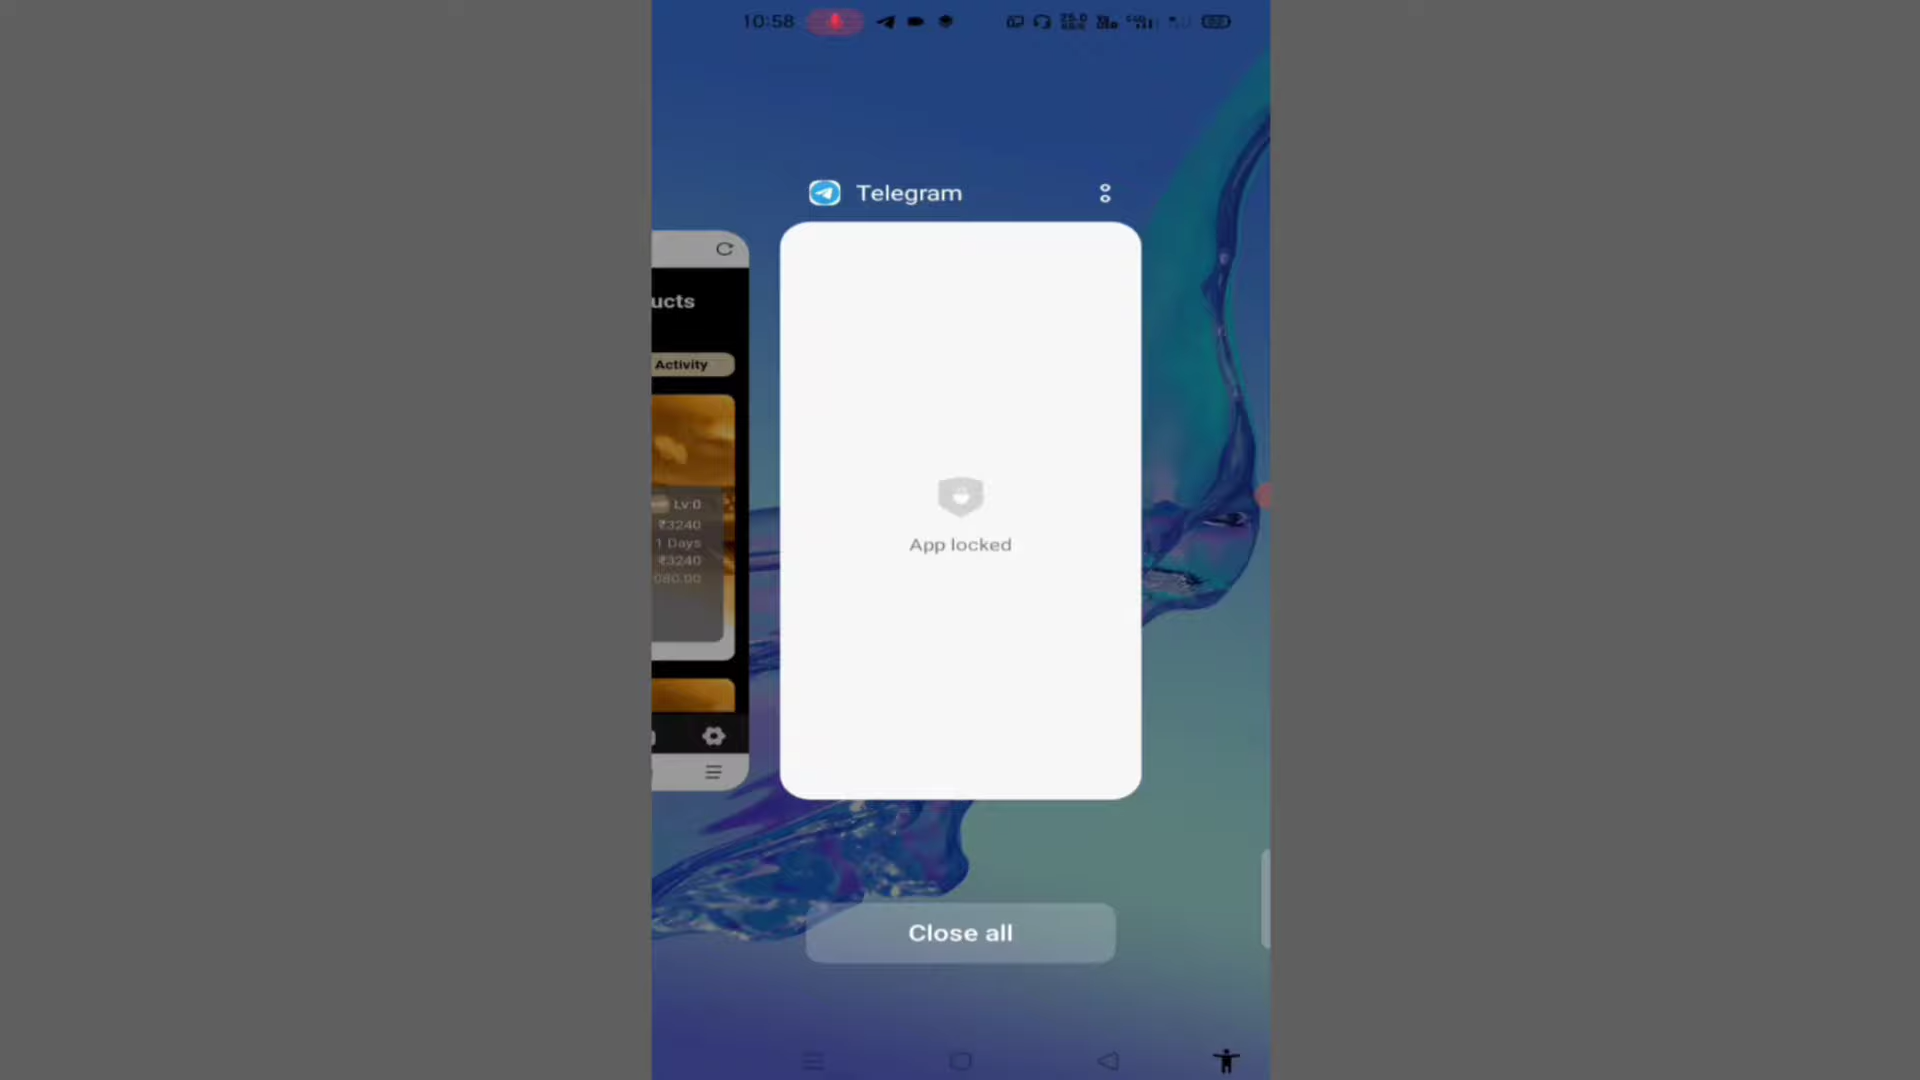 10:58
Telegram
ucts
Activity
Lv:0
₹3240
1 Days
₹3240
080.00
App locked
Close all